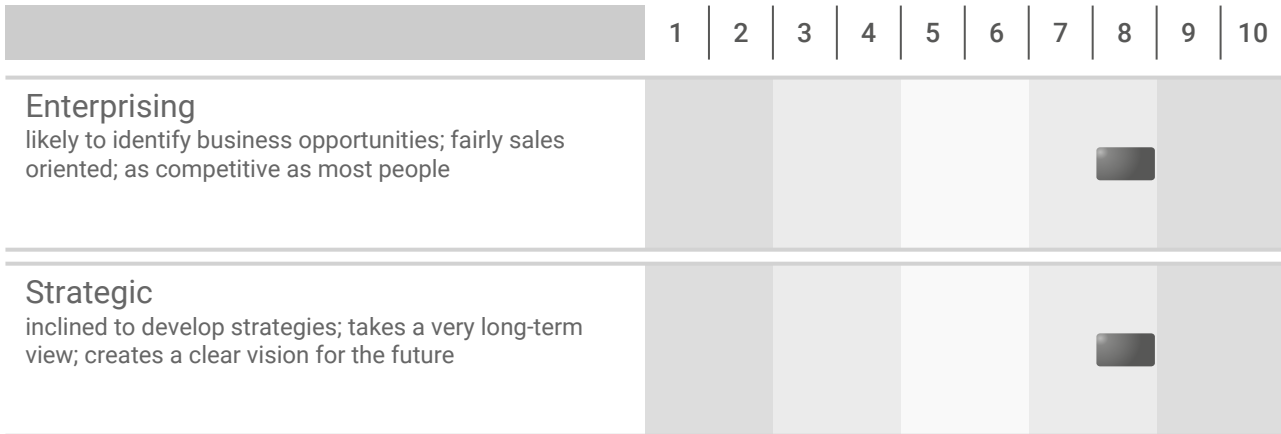 1 2 3 4 5 6 7 8 9 10
Enterprising
likely to identify business opportunities; fairly sales
oriented; as competitive as most people
Strategic
inclined to develop strategies; takes a very long-term
view; creates a clear vision for the future